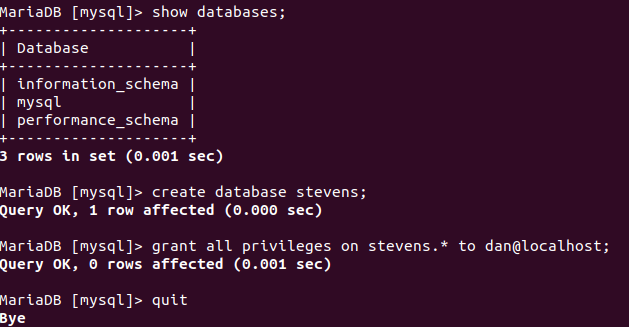 MariaDB [mysql]> show databases;
+--------------------+
| Database           |
+--------------------+
| information_schema |
| mysql              |
| performance_schema |
+--------------------+
3 rows in set (0.001 sec)
MariaDB [mysql]> create database stevens;
Query OK, 1 row affected (0.000 sec)
MariaDB [mysql]> grant all privileges on stevens.* to dan@localhost;
Query OK, 0 rows affected (0.001 sec)
MariaDB [mysql]> quit
Bye